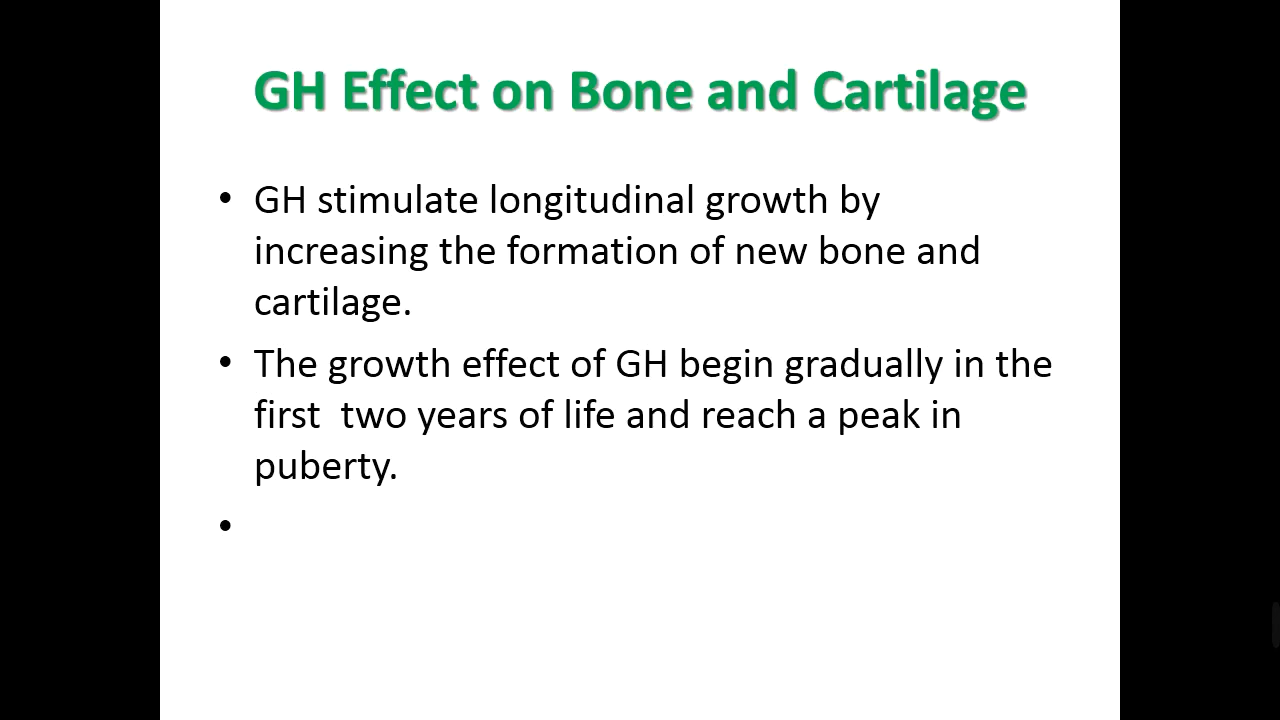 GH Effect on Bone and Cartilage
• GH stimulate longitudinal growth by
increasing the formation of new bone and
cartilage.
• The growth effect of GH begin gradually in the
first  two years of life and reach a peak in
puberty.
•